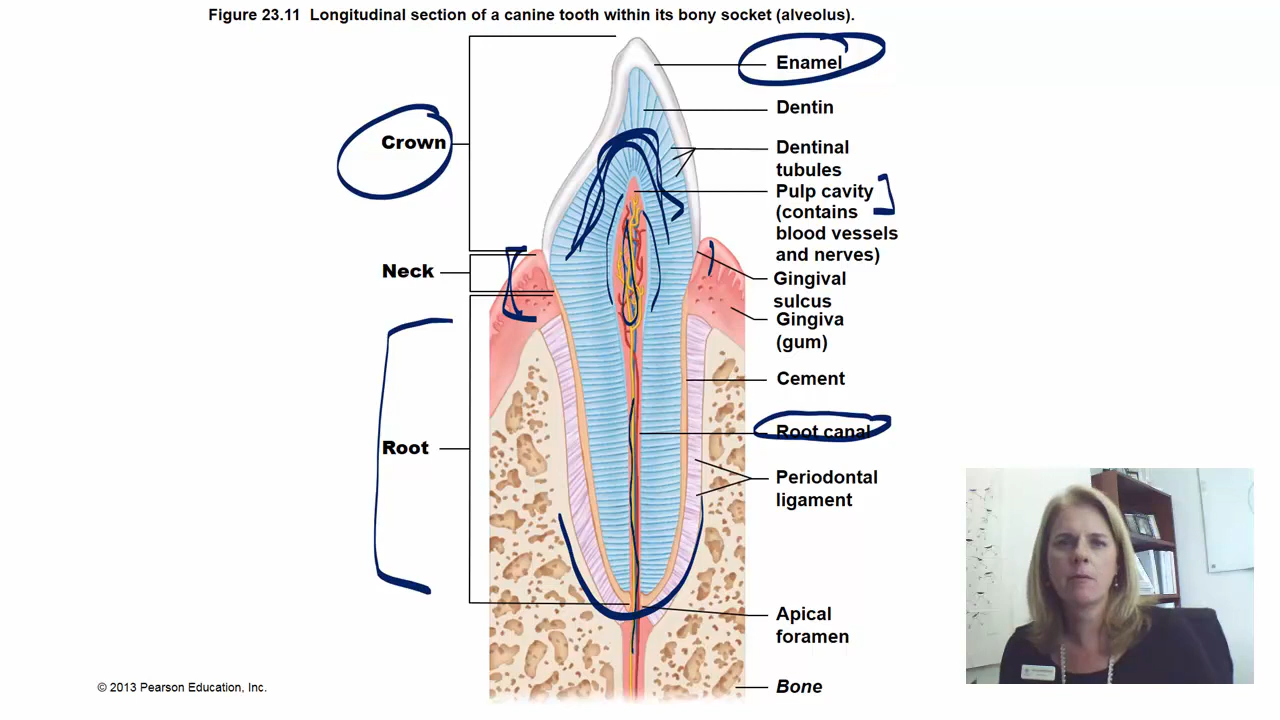 Figure 23.11 Longitudinal section of a canine tooth within its bony socket (alveolus).
Crown
Neck
Root
Enamel
Dentin
Dentinal
tubules
Pulp cavity
(contains
blood vessels
and nerves)
Gingival
sulcus
Gingiva
(gum)
Cement
Root canal
Periodontal
ligament
Apical
foramen
Bone
© 2013 Pearson Education, Inc.